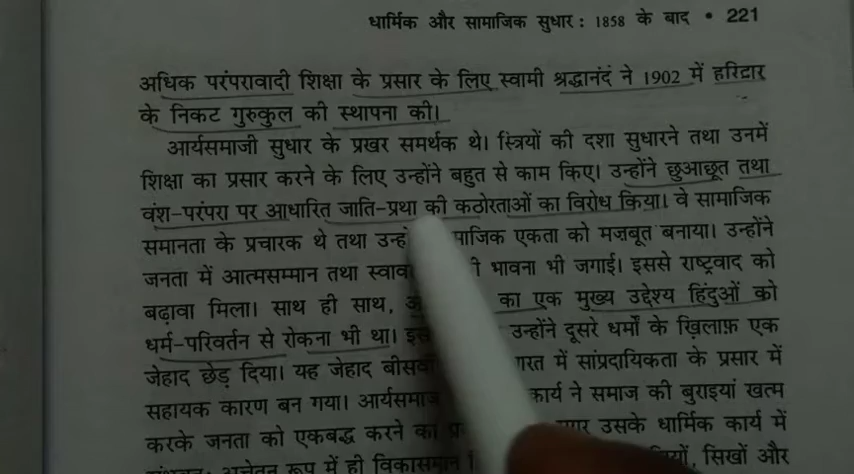 धार्मिक और सामाजिक सुधार : 1858 के बाद • 221
अधिक परंपरावादी शिक्षा के प्रसार के लिए स्वामी श्रद्धानंद ने 1902 में हरिद्वार
के निकट गुरुकुल की स्थापना की।
आर्यसमाजी सुधार के प्रखर समर्थक थे। स्त्रियों की दशा सुधारने तथा उनमें
शिक्षा का प्रसार करने के लिए उन्होंने बहुत से काम किए। उन्होंने छुआछूत तथा
वंश-परंपरा पर आधारित जाति-प्रथा की कठोरताओं का विरोध किया। वे सामाजिक
समानता के प्रचारक थे तथा एकता को मज़बूत बनाया। उन्होंने
जनता में आत्मसम्मान तथा भावना भी जगाई। इससे राष्ट्रवाद को
बढ़ावा मिला। साथ ही साथ, का एक मुख्य उद्देश्य हिंदुओं को
धर्म-परिवर्तन से रोकना भी था। उन्होंने दूसरे धर्मों के ख़िलाफ़ एक
जेहाद छेड़ दिया। यह जेहाद में सांप्रदायिकता के प्रसार में
सहायक कारण बन गया। आर्यसमाज कार्य ने समाज की बुराइयां खत्म
करके जनता को एकबद्ध करने का उसके धार्मिक कार्य में
अचेतन रूप में ही विकासमान सिखों और